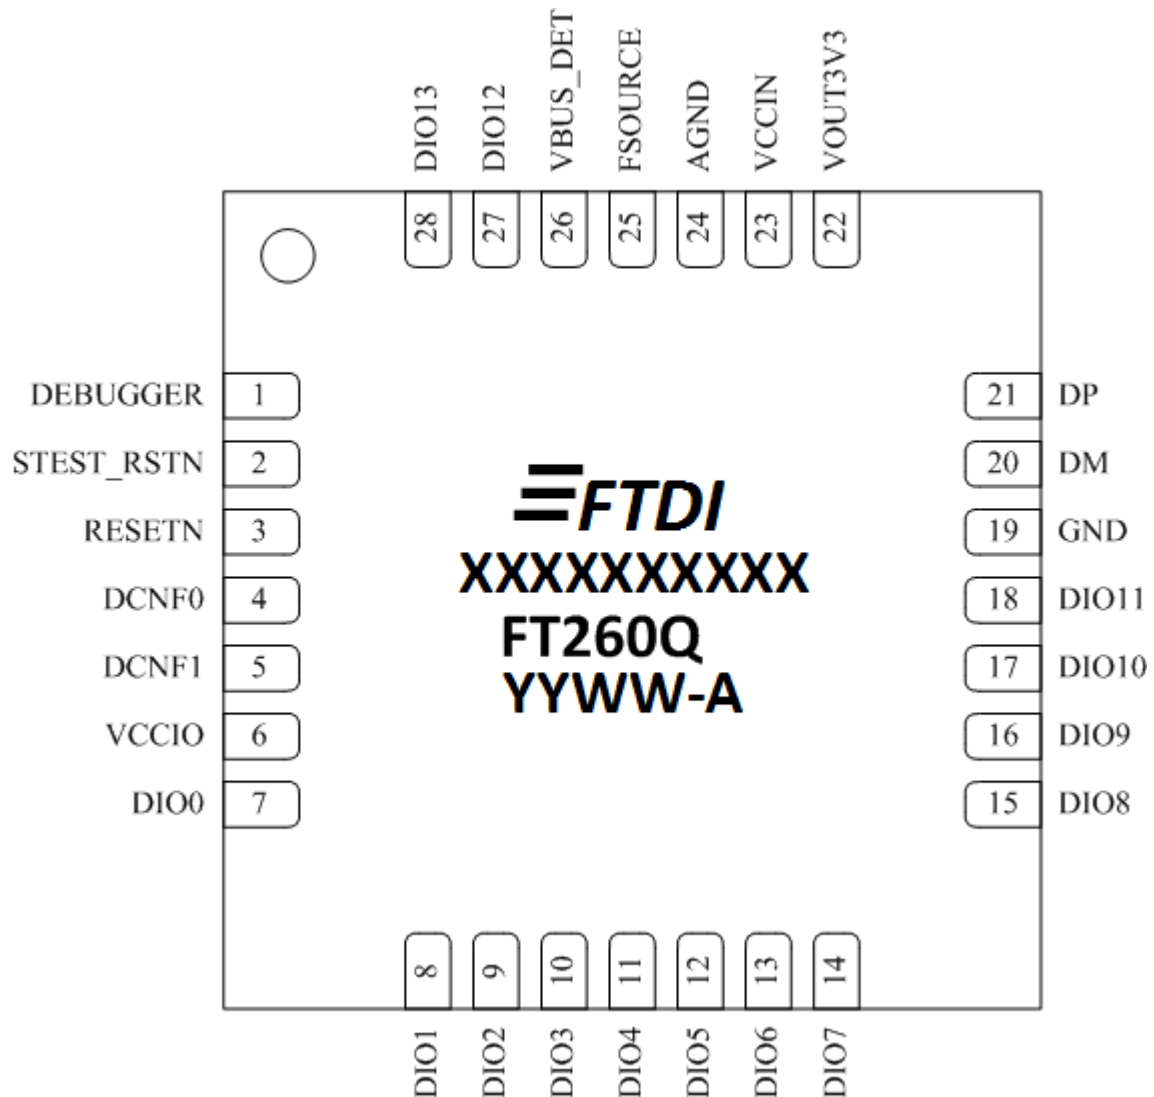 DIO13
DIO12
VBUS_DET
FSOURCE
AGND
VCCIN
VOUT3V3
28
27
26
25
24
23
22
DEBUGGER 1
STEST_RSTN 2
RESETN 3
DCNF0 4
DCNF1 5
VCCIO 6
DIO0 7
FTDI
XXXXXXXXXX
FT260Q
YYWW-A
21 DP
20 DM
19 GND
18 DIO11
17 DIO10
16 DIO9
15 DIO8
8
9
10
11
12
13
14
DIO1
DIO2
DIO3
DIO4
DIO5
DIO6
DIO7